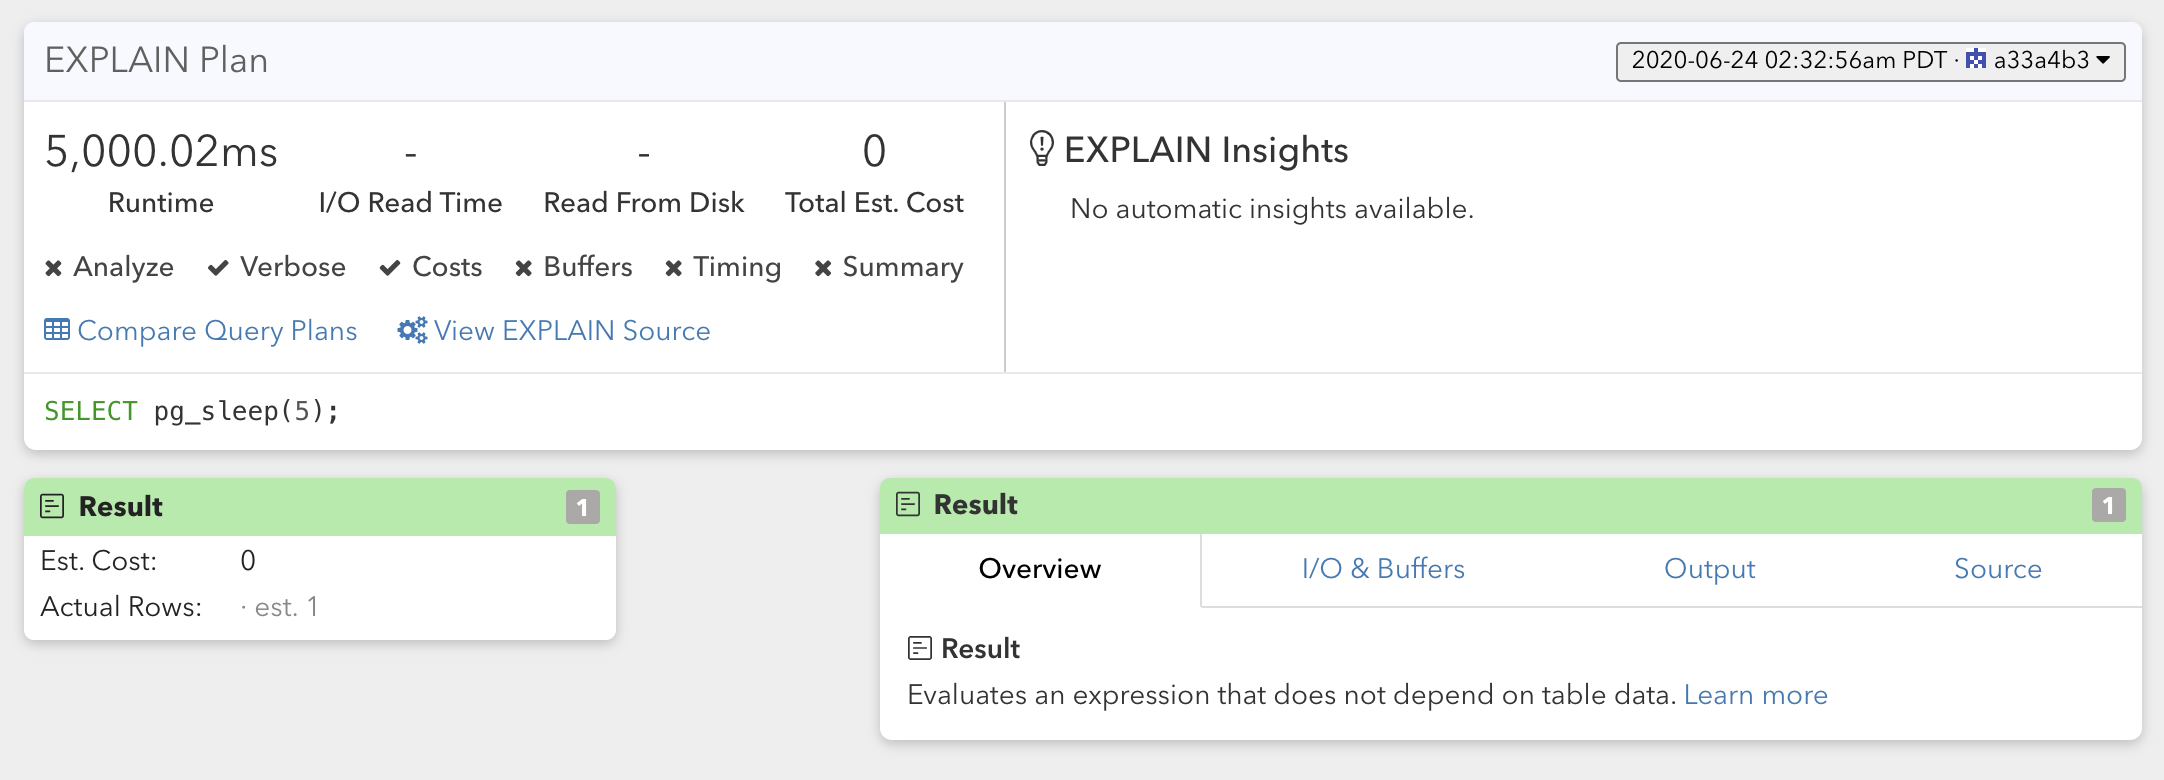 EXPLAIN Plan
2020-06-24 02:32:56am PDT · a33a4b3
5,000.02ms - - 0
Runtime I/O Read Time Read From Disk Total Est. Cost
Analyze Verbose Costs Buffers Timing Summary
Compare Query Plans View EXPLAIN Source
EXPLAIN Insights
No automatic insights available.
SELECT pg_sleep(5);
Result 1
Est. Cost: 0
Actual Rows: · est. 1
Result 1
Overview I/O & Buffers Output Source
Result
Evaluates an expression that does not depend on table data. Learn more